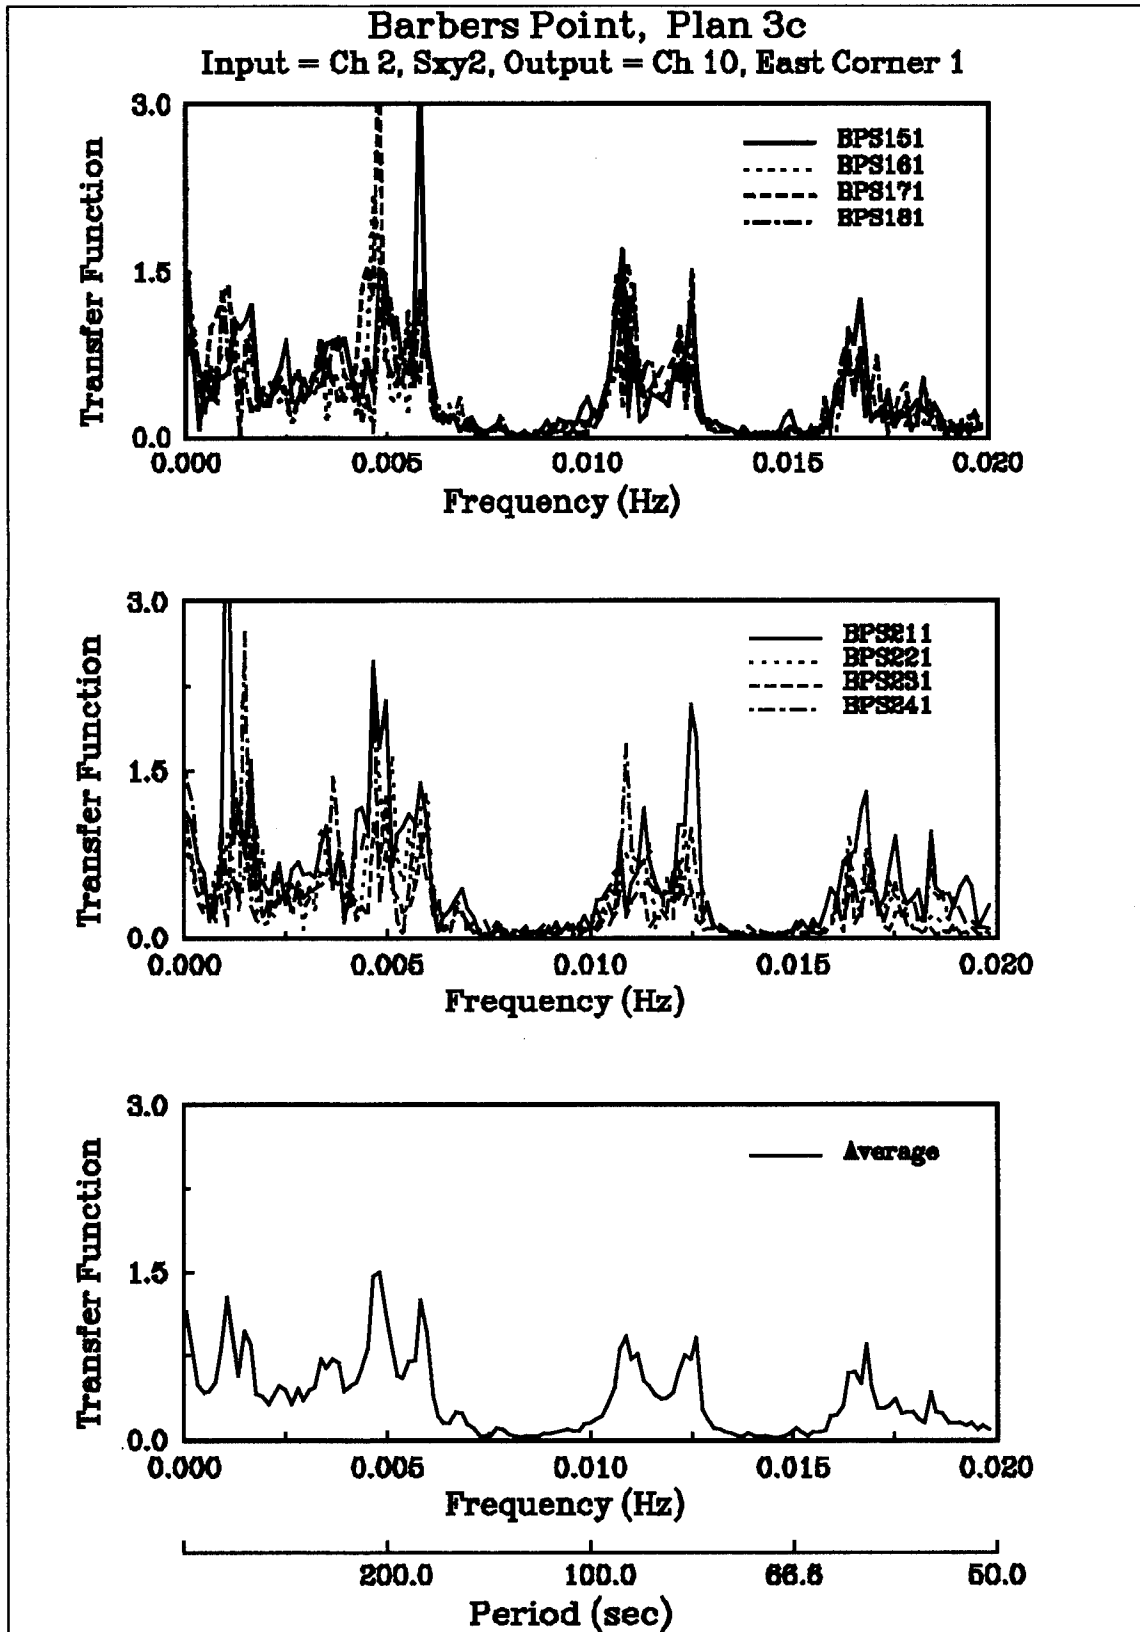 Barbers Point, Plan 3c
Input = Ch 2, Sxy2, Output = Ch 10, East Corner 1
3.0
1.5
0.0
Transfer Function
BPS151
BPS161
BPS171
BPS181
0.000 0.005 0.010 0.015 0.020
Frequency (Hz)
3.0
1.5
0.0
Transfer Function
BPS211
BPS221
BPS231
BPS241
0.000 0.005 0.010 0.015 0.020
Frequency (Hz)
3.0
1.5
0.0
Transfer Function
Average
0.000 0.005 0.010 0.015 0.020
Frequency (Hz)
200.0 100.0 66.6 50.0
Period (sec)